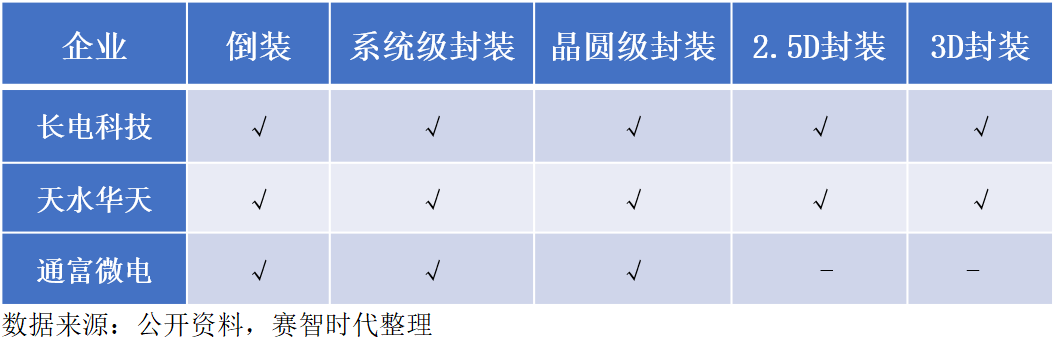 企业 倒装 系统级封装 晶圆级封装 2.5D封装 3D封装
长电科技 √ √ √ √ √
天水华天 √ √ √ √ √
通富微电 √ √ √ － －
数据来源：公开资料，赛智时代整理